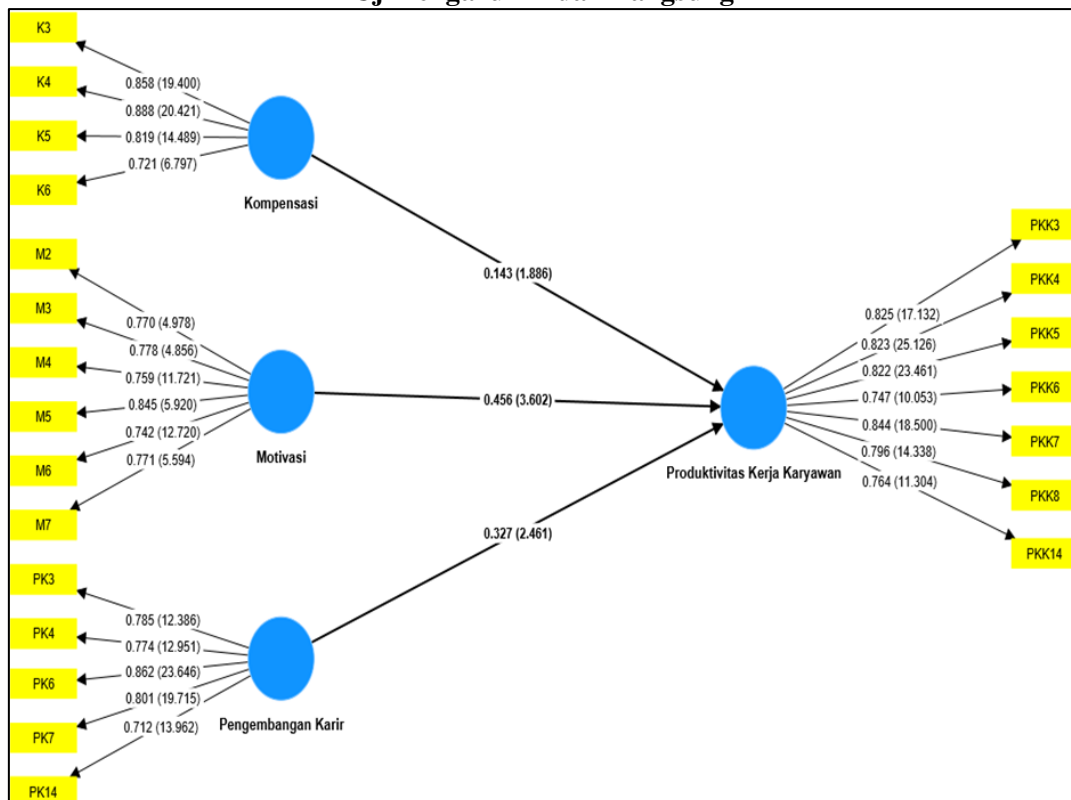 K3
0.858 (19.400)
K4
0.888 (20.421)
K5
0.819 (14.489)
0.721 (6.797)
K6
Kompensasi
M2
0.770 (4.978)
M3
0.778 (4.856)
M4
0.759 (11.721)
M5
0.845 (5.920)
0.742 (12.720)
M6
0.771 (5.594)
M7
Motivasi
PK3
0.785 (12.386)
PK4
0.774 (12.951)
PK6
0.862 (23.646)
0.801 (19.715)
PK7
0.712 (13.962)
PK14
Pengembangan Karir
0.143 (1.886)
0.456 (3.602)
0.327 (2.461)
Produktivitas Kerja Karyawan
PKK3
0.825 (17.132)
PKK4
0.823 (25.126)
PKK5
0.822 (23.461)
0.747 (10.053)
PKK6
0.844 (18.500)
PKK7
0.796 (14.338)
0.764 (11.304)
PKK8
PKK14